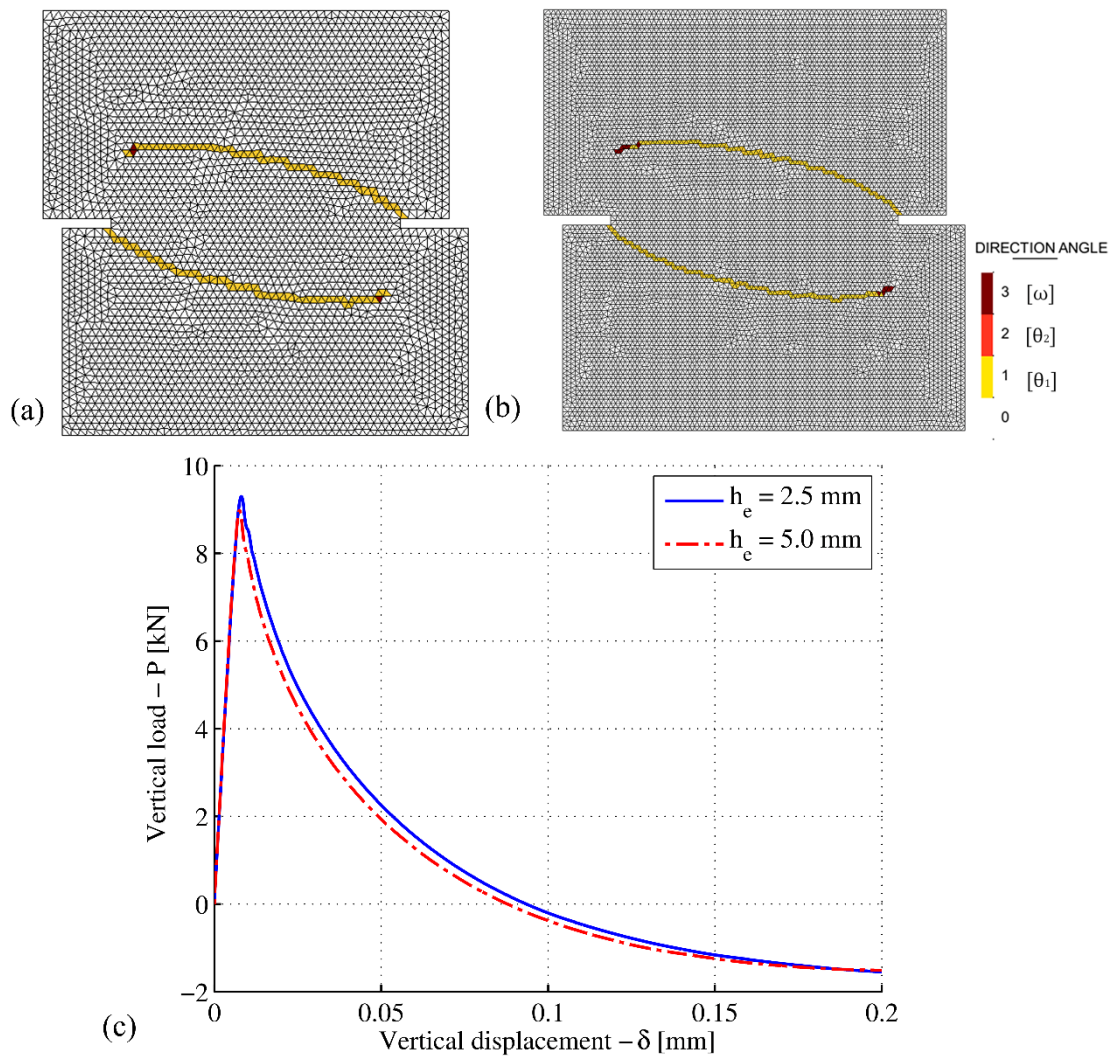 (a)
(b)
DIRECTION ANGLE
3 [ω]
2 [θ₂]
1 [θ₁]
0
(c)
Vertical load – P [kN]
10
8
6
4
2
0
−2
h_e = 2.5 mm
h_e = 5.0 mm
0 0.05 0.1 0.15 0.2
Vertical displacement – δ [mm]